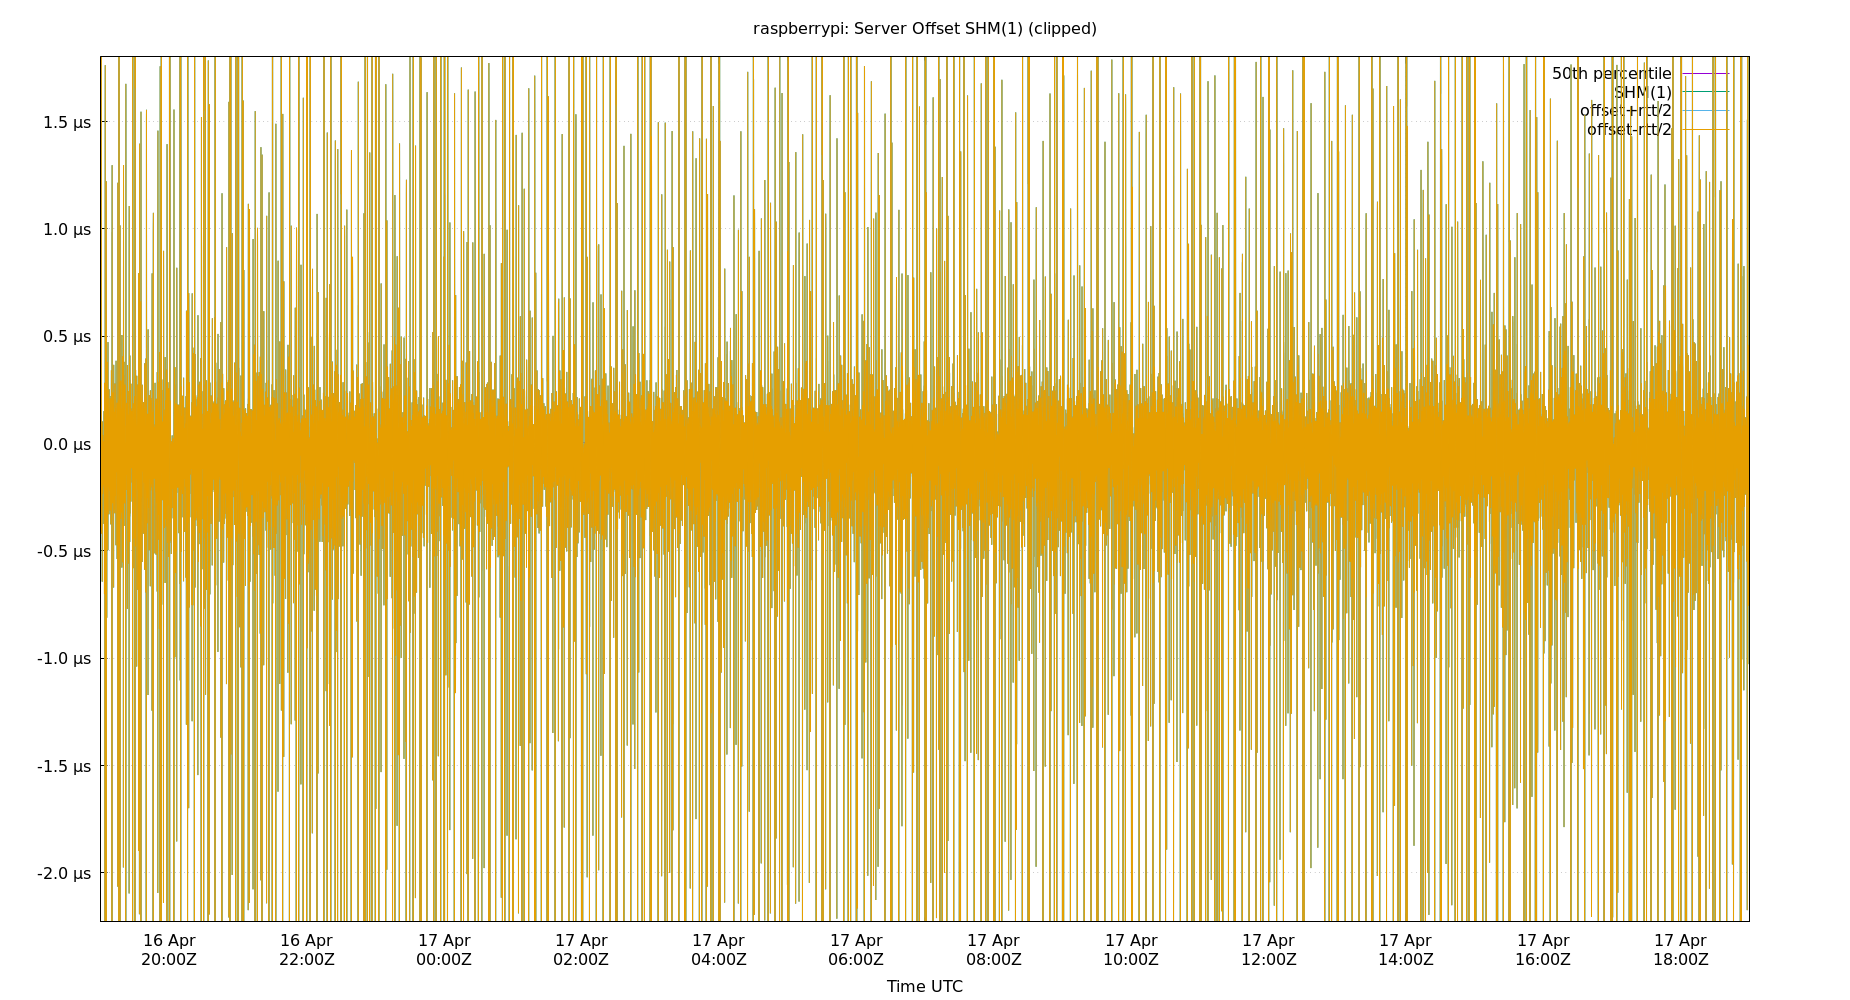 raspberrypi: Server Offset SHM(1) (clipped)
50th percentile
SHM(1)
offset+rtt/2
offset-rtt/2
1.5 µs
1.0 µs
0.5 µs
0.0 µs
-0.5 µs
-1.0 µs
-1.5 µs
-2.0 µs
16 Apr 16 Apr 17 Apr 17 Apr 17 Apr 17 Apr 17 Apr 17 Apr 17 Apr 17 Apr 17 Apr 17 Apr
20:00Z 22:00Z 00:00Z 02:00Z 04:00Z 06:00Z 08:00Z 10:00Z 12:00Z 14:00Z 16:00Z 18:00Z
Time UTC